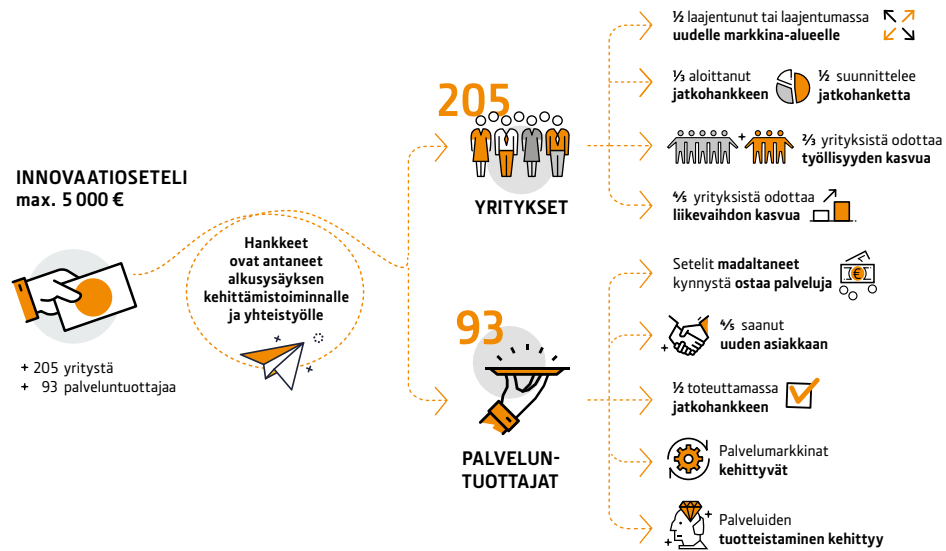 INNOVAATIOSETELI
max. 5 000 €
+ 205 yritystä
+ 93 palveluntuottajaa
Hankkeet
ovat antaneet
alkusysäyksen
kehittämistoiminnalle
ja yhteistyölle
205
YRITYKSET
½ laajentunut tai laajentumassa
uudelle markkina-alueelle
⅓ aloittanut
jatkohankkeen
½ suunnittelee
jatkohanketta
+
⅔ yrityksistä odottaa
työllisyyden kasvua
⅘ yrityksistä odottaa
liikevaihdon kasvua
93
PALVELUN-
TUOTTAJAT
Setelit madaltaneet
kynnystä ostaa palveluja
€
⅘ saanut
uuden asiakkaan
½ toteuttamassa
jatkohankkeen
Palvelumarkkinat
kehittyvät
Palveluiden
tuotteistaminen kehittyy